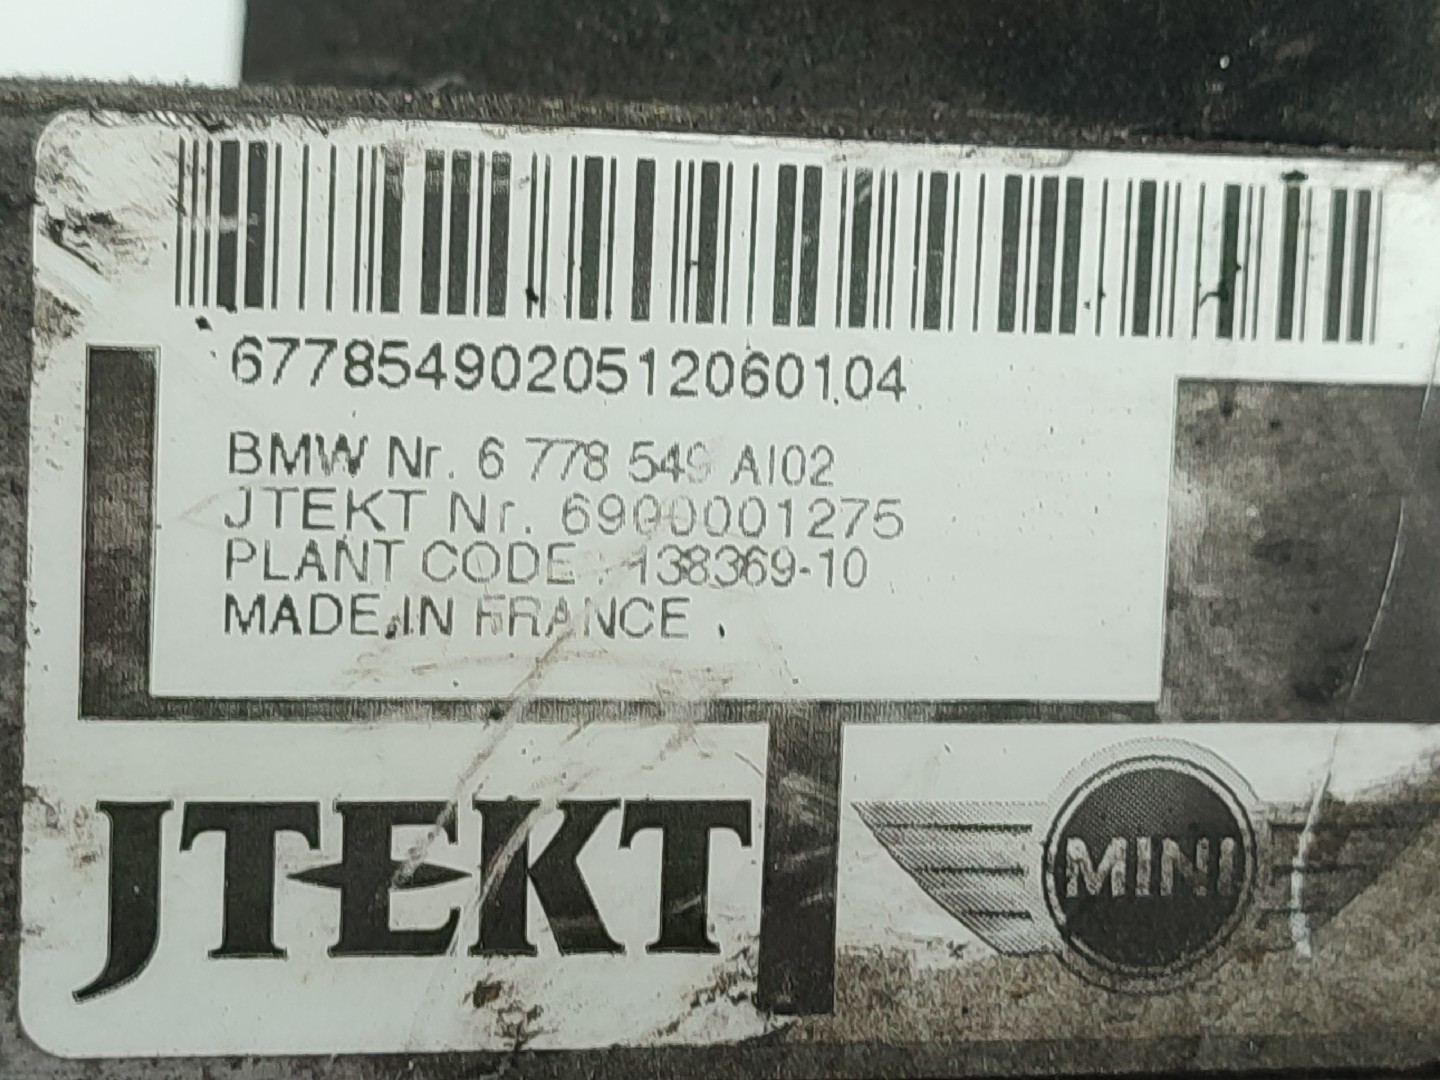 6778549020512060104
BMW Nr. 6 778 549 AI02
JTEKT Nr. 6900001275
PLANT CODE : 138369-10
MADE IN FRANCE
JTEKT
MINI